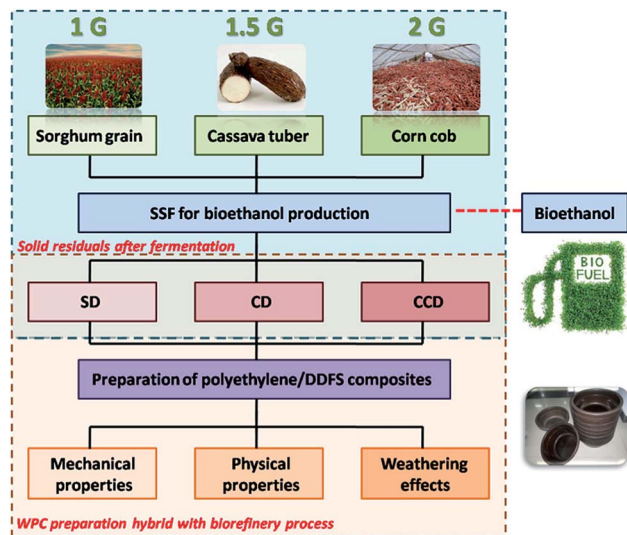 1 G
1.5 G
2 G
Sorghum grain
Cassava tuber
Corn cob
SSF for bioethanol production
Bioethanol
Solid residuals after fermentation
BIO
FUEL
SD
CD
CCD
Preparation of polyethylene/DDFS composites
Mechanical
properties
Physical
properties
Weathering
effects
WPC preparation hybrid with biorefinery process